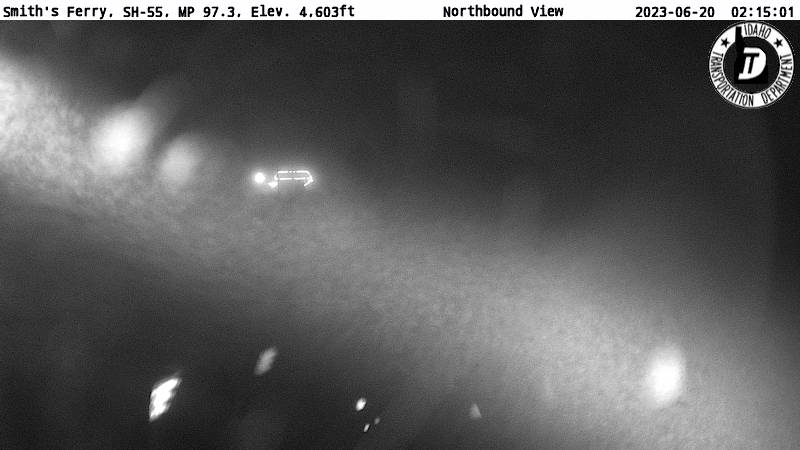 Smith's Ferry, SH-55, MP 97.3, Elev. 4,603ft Northbound View 2023-06-20 02:15:01
IDAHO
TRANSPORTATION DEPARTMENT